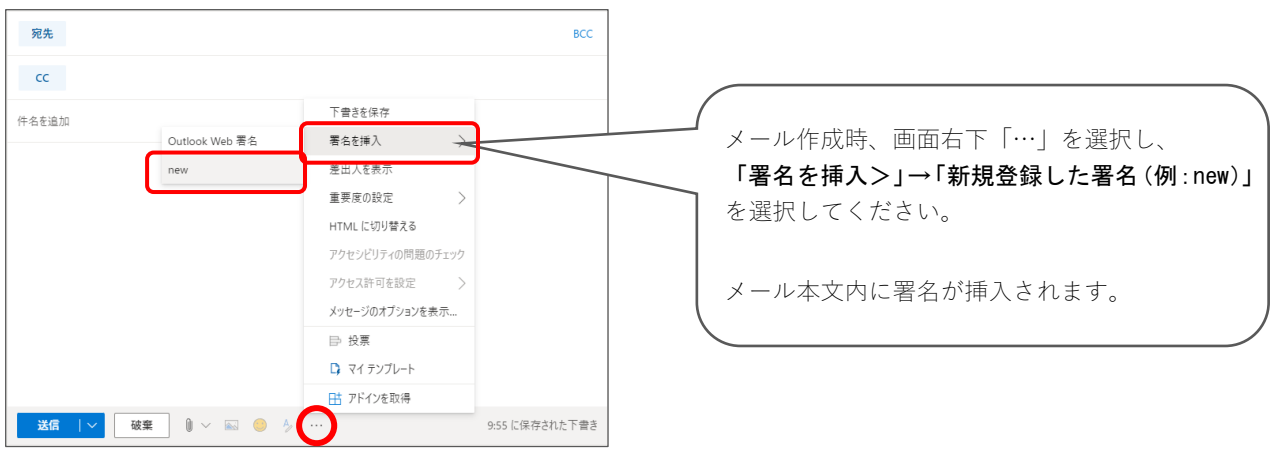 宛先
BCC
CC
件名を追加
下書きを保存
署名を挿入
Outlook Web 署名
new
差出人を表示
重要度の設定
HTML に切り替える
アクセシビリティの問題のチェック
アクセス許可を設定
メッセージのオプションを表示...
投票
マイ テンプレート
アドインを取得
送信
破棄
...
9:55 に保存された下書き
メール作成時、画面右下「…」を選択し、
「署名を挿入＞」→「新規登録した署名(例:new)」
を選択してください。
メール本文内に署名が挿入されます。